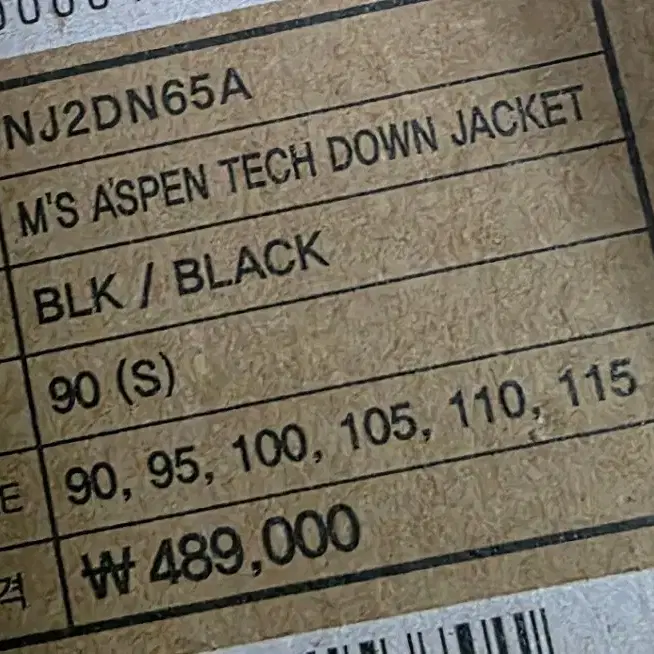 NJ2DN65A
M'S ASPEN TECH DOWN JACKET
BLK / BLACK
90 (S)
E 90, 95, 100, 105, 110, 115
격 ₩ 489,000